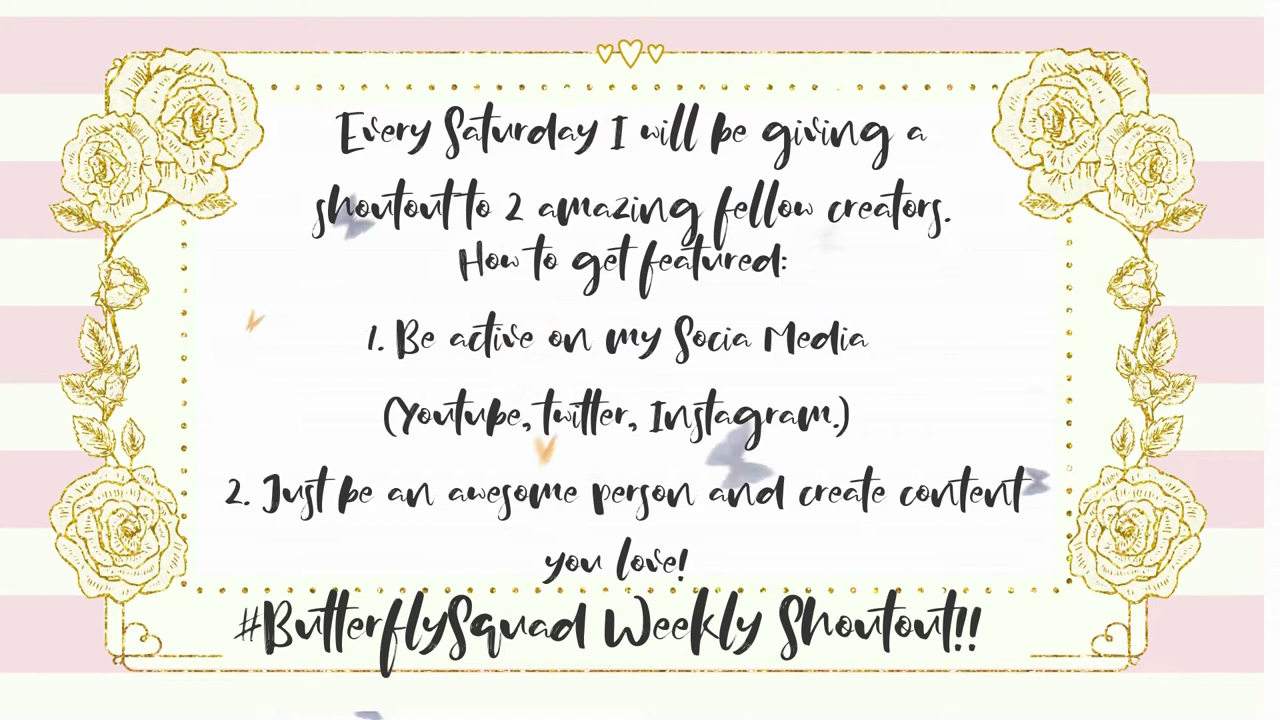 Every Saturday I will be giving a
shoutout to 2 amazing fellow creators.
How to get featured:
1. Be active on my Socia Media
(Youtube, twitter, Instagram.)
2. Just be an awesome person and create content
you love!
#ButterflySquad Weekly Shoutout!!